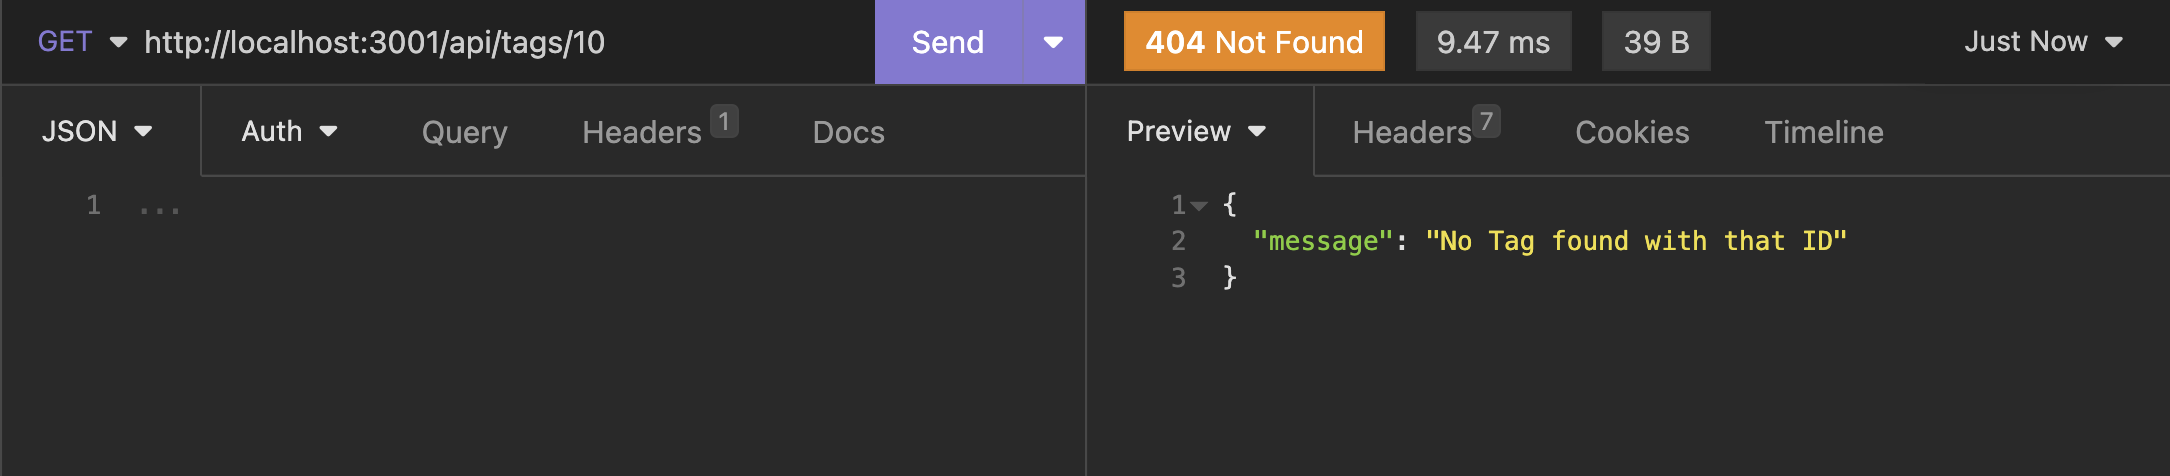 GET http://localhost:3001/api/tags/10 Send 404 Not Found 9.47 ms 39 B Just Now
JSON Auth Query Headers 1 Docs Preview Headers 7 Cookies Timeline
1 ...
1 {
2 "message": "No Tag found with that ID"
3 }